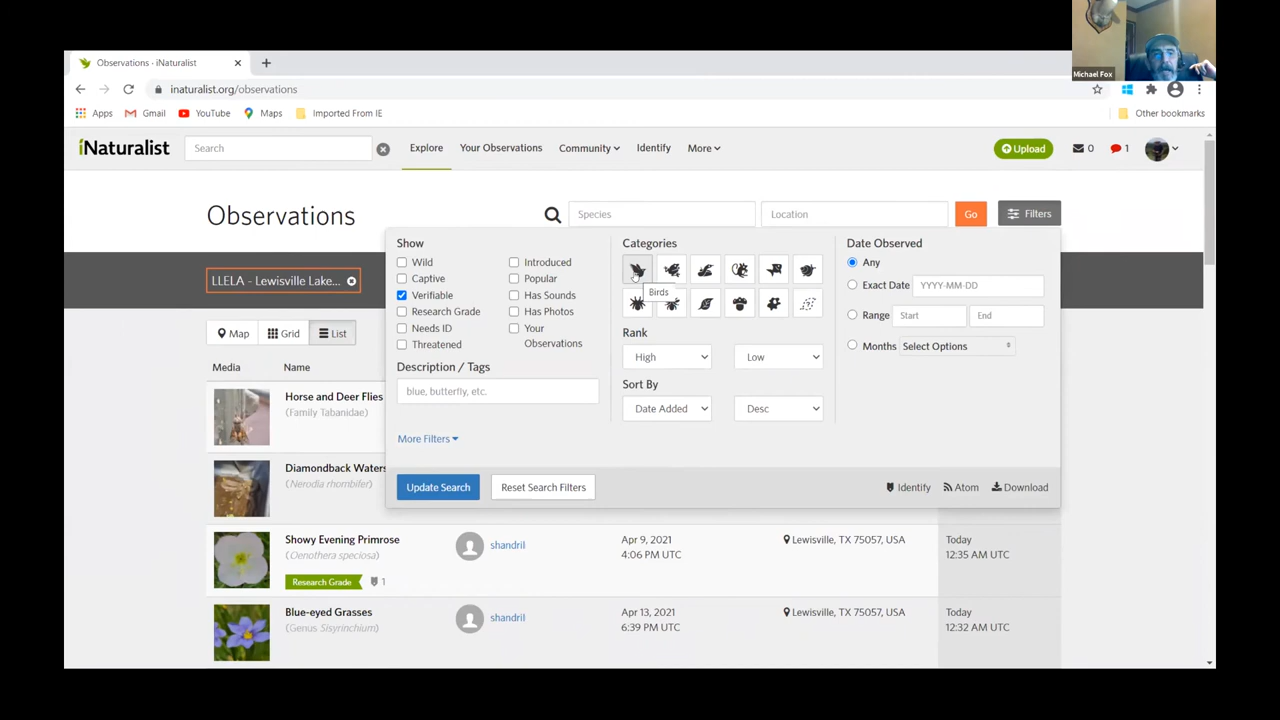 Michael Fox
Observations · iNaturalist
inaturalist.org/observations
Apps Gmail YouTube Maps Imported From IE Other bookmarks
iNaturalist Search Explore Your Observations Community Identify More Upload 0 1
Observations Species Location Go Filters
LLELA - Lewisville Lake...
Show
Wild
Captive
Verifiable
Research Grade
Needs ID
Threatened
Introduced
Popular
Has Sounds
Has Photos
Your
Observations
Description / Tags
blue, butterfly, etc.
More Filters
Categories
Birds
Rank
High Low
Sort By
Date Added Desc
Date Observed
Any
Exact Date YYYY-MM-DD
Range Start End
Months Select Options
Update Search Reset Search Filters Identify Atom Download
Map Grid List
Media Name
Horse and Deer Flies
(Family Tabanidae)
Diamondback Waters
(Nerodia rhombifer)
Showy Evening Primrose shandril Apr 9, 2021 Lewisville, TX 75057, USA Today
(Oenothera speciosa) 4:06 PM UTC 12:35 AM UTC
Research Grade 1
Blue-eyed Grasses shandril Apr 13, 2021 Lewisville, TX 75057, USA Today
(Genus Sisyrinchium) 6:39 PM UTC 12:32 AM UTC